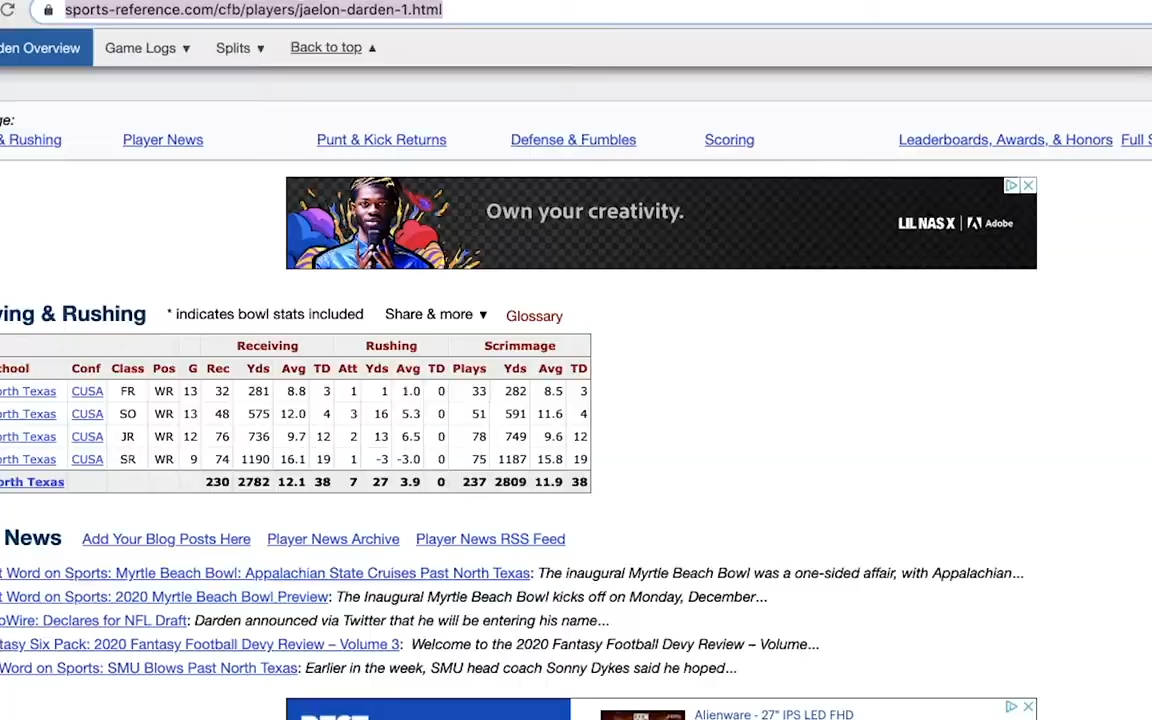 sports-reference.com/cfb/players/jaelon-darden-1.html
den Overview Game Logs ▼ Splits ▼ Back to top ▲
ge:
& Rushing Player News Punt & Kick Returns Defense & Fumbles Scoring Leaderboards, Awards, & Honors Full S
Own your creativity.
LIL NAS X | Adobe
ving & Rushing * indicates bowl stats included Share & more ▼ Glossary
Receiving Rushing Scrimmage
chool Conf Class Pos G Rec Yds Avg TD Att Yds Avg TD Plays Yds Avg TD
orth Texas CUSA FR WR 13 32 281 8.8 3 1 1 1.0 0 33 282 8.5 3
orth Texas CUSA SO WR 13 48 575 12.0 4 3 16 5.3 0 51 591 11.6 4
orth Texas CUSA JR WR 12 76 736 9.7 12 2 13 6.5 0 78 749 9.6 12
orth Texas CUSA SR WR 9 74 1190 16.1 19 1 -3 -3.0 0 75 1187 15.8 19
orth Texas 230 2782 12.1 38 7 27 3.9 0 237 2809 11.9 38
News Add Your Blog Posts Here Player News Archive Player News RSS Feed
t Word on Sports: Myrtle Beach Bowl: Appalachian State Cruises Past North Texas: The inaugural Myrtle Beach Bowl was a one-sided affair, with Appalachian...
t Word on Sports: 2020 Myrtle Beach Bowl Preview: The Inaugural Myrtle Beach Bowl kicks off on Monday, December...
oWire: Declares for NFL Draft: Darden announced via Twitter that he will be entering his name...
tasy Six Pack: 2020 Fantasy Football Devy Review – Volume 3: Welcome to the 2020 Fantasy Football Devy Review – Volume...
Word on Sports: SMU Blows Past North Texas: Earlier in the week, SMU head coach Sonny Dykes said he hoped...
Alienware - 27" IPS LED FHD